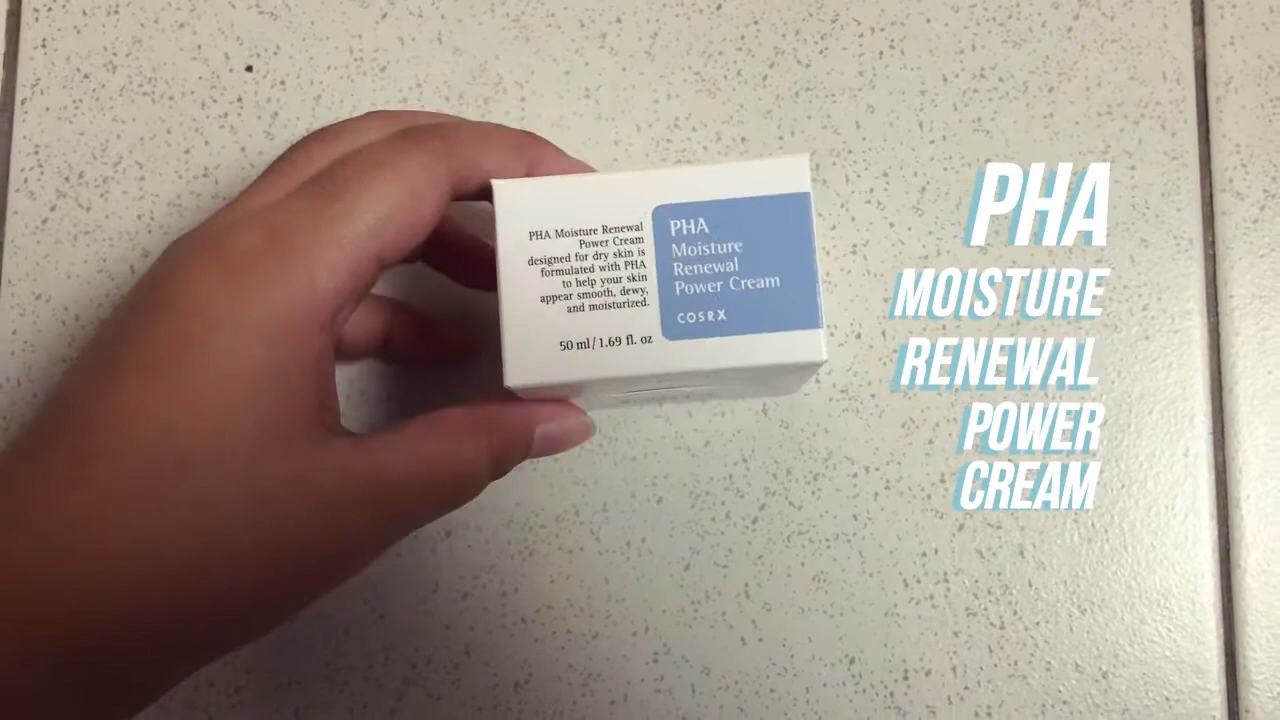 PHA Moisture Renewal
Power Cream
designed for dry skin is
formulated with PHA
to help your skin
appear smooth, dewy,
and moisturized.
50 ml/1.69 fl. oz
PHA
Moisture
Renewal
Power Cream
COSRX
PHA
MOISTURE
RENEWAL
POWER
CREAM